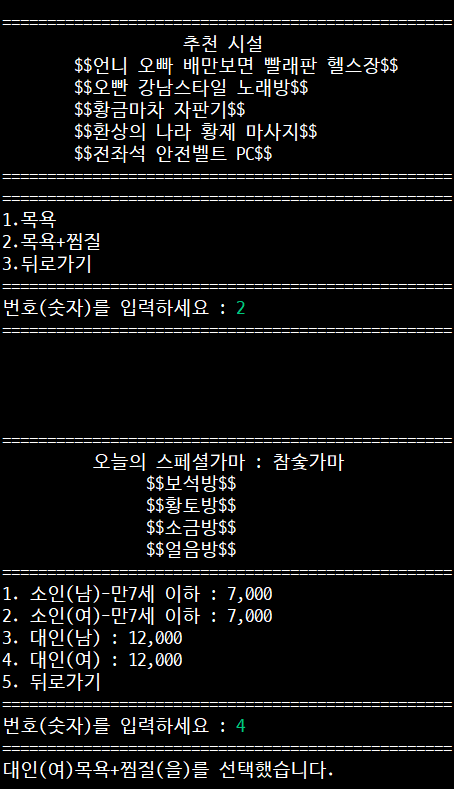 ==================================================
추천 시설
$$언니 오빠 배만보면 빨래판 헬스장$$
$$오빤 강남스타일 노래방$$
$$황금마차 자판기$$
$$환상의 나라 황제 마사지$$
$$전좌석 안전벨트 PC$$
==================================================
==================================================
1.목욕
2.목욕+찜질
3.뒤로가기
==================================================
번호(숫자)를 입력하세요 : 2
==================================================
==================================================
오늘의 스페셜가마 : 참숯가마
$$보석방$$
$$황토방$$
$$소금방$$
$$얼음방$$
==================================================
1. 소인(남)-만7세 이하 : 7,000
2. 소인(여)-만7세 이하 : 7,000
3. 대인(남) : 12,000
4. 대인(여) : 12,000
5. 뒤로가기
==================================================
번호(숫자)를 입력하세요 : 4
==================================================
대인(여)목욕+찜질(을)를 선택했습니다.